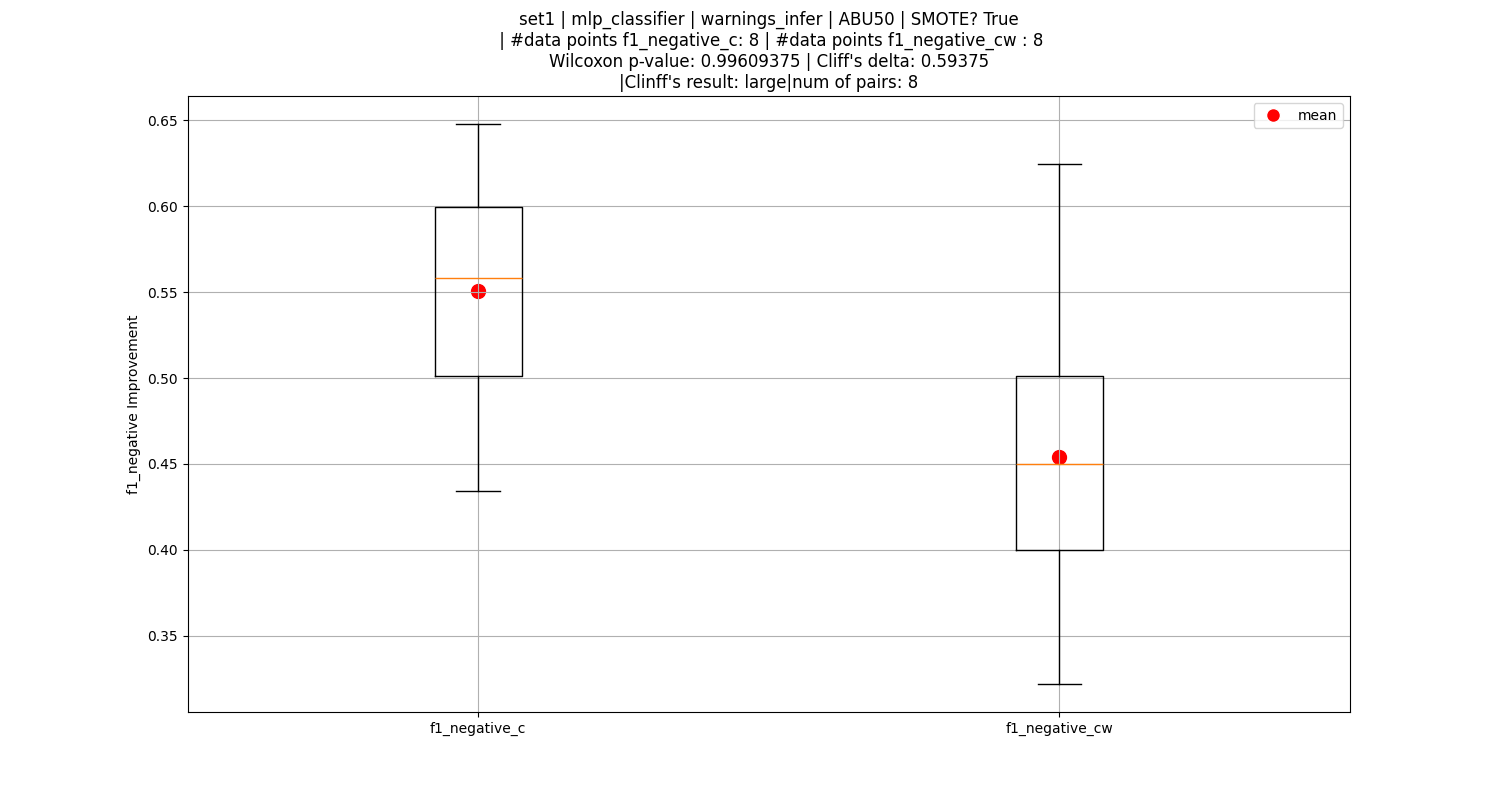 set1 | mlp_classifier | warnings_infer | ABU50 | SMOTE? True
| #data points f1_negative_c: 8 | #data points f1_negative_cw : 8
Wilcoxon p-value: 0.99609375 | Cliff's delta: 0.59375
|Clinff's result: large|num of pairs: 8
mean
0.65
0.60
0.55
0.50
0.45
0.40
0.35
f1_negative Improvement
f1_negative_c
f1_negative_cw